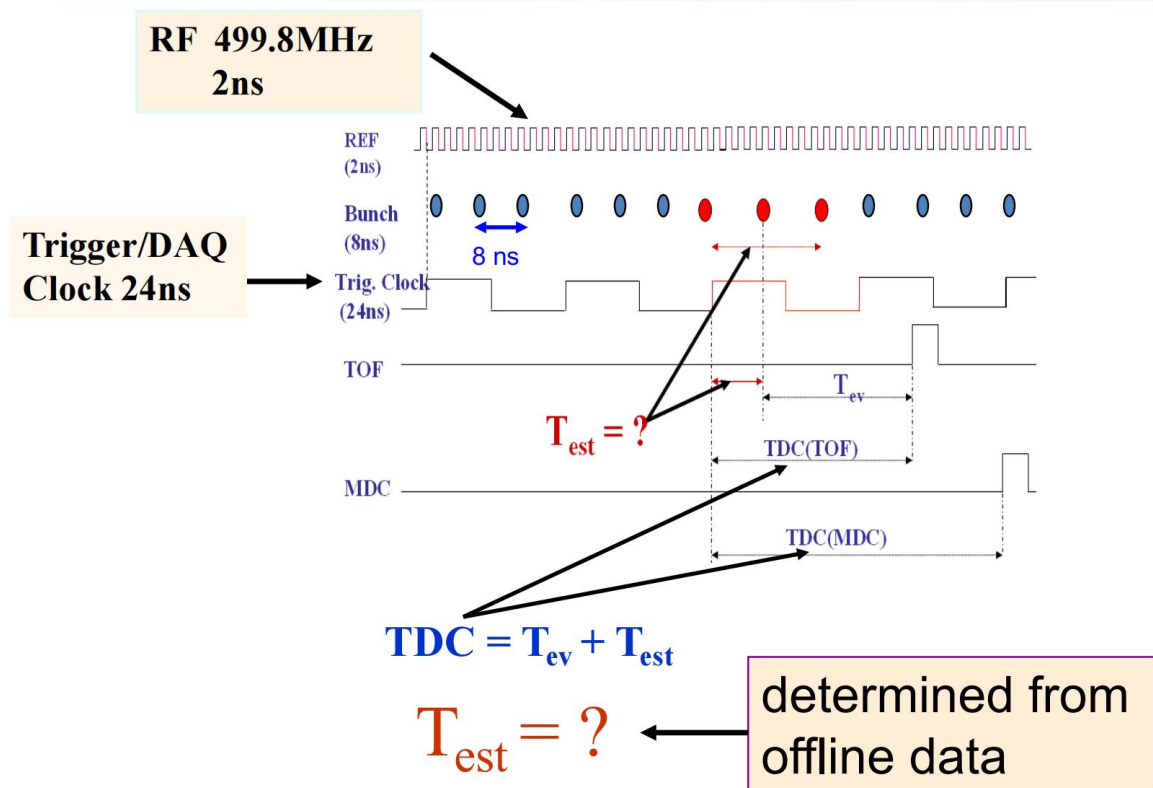 RF 499.8MHz
2ns
REF
(2ns)
Bunch
(8ns)
8 ns
Trigger/DAQ
Clock 24ns
Trig. Clock
(24ns)
TOF
T_ev
T_est = ?
TDC(TOF)
MDC
TDC(MDC)
TDC = T_ev + T_est
T_est = ?
determined from
offline data